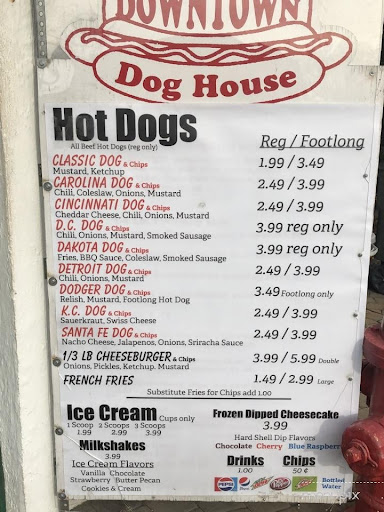 DOWNTOWN
Dog House
Hot Dogs
All Beef Hot Dogs (reg only)
Reg / Footlong
CLASSIC DOG & Chips 1.99 / 3.49
Mustard, Ketchup
CAROLINA DOG & Chips 2.49 / 3.99
Chili, Coleslaw, Onions, Mustard
CINCINNATI DOG & Chips 2.49 / 3.99
Cheddar Cheese, Chili, Onions, Mustard
D.C. DOG & Chips 3.99 reg only
Chili, Onions, Mustard, Smoked Sausage
DAKOTA DOG & Chips 3.99 reg only
Fries, BBQ Sauce, Coleslaw, Smoked Sausage
DETROIT DOG & Chips 2.49 / 3.99
Chili, Onions, Mustard
DODGER DOG & Chips 3.49 Footlong only
Relish, Mustard, Footlong Hot Dog
K.C. DOG & Chips 2.49 / 3.99
Sauerkraut, Swiss Cheese
SANTA FE DOG & Chips 2.49 / 3.99
Nacho Cheese, Jalapenos, Onions, Sriracha Sauce
1/3 LB CHEESEBURGER & Chips 3.99 / 5.99 Double
Onions, Pickles, Ketchup, Mustard
FRENCH FRIES 1.49 / 2.99 Large
Substitute Fries for Chips add 1.00
Ice Cream Cups only
1 Scoop 2 Scoops 3 Scoops
1.99 2.99 3.99
Milkshakes
3.99
Ice Cream Flavors
Vanilla Chocolate
Strawberry Butter Pecan
Cookies & Cream
Frozen Dipped Cheesecake
3.99
Hard Shell Dip Flavors
Chocolate Cherry Blue Raspberry
Drinks Chips
1.00 50 ¢
pepsi
Bottled
Water